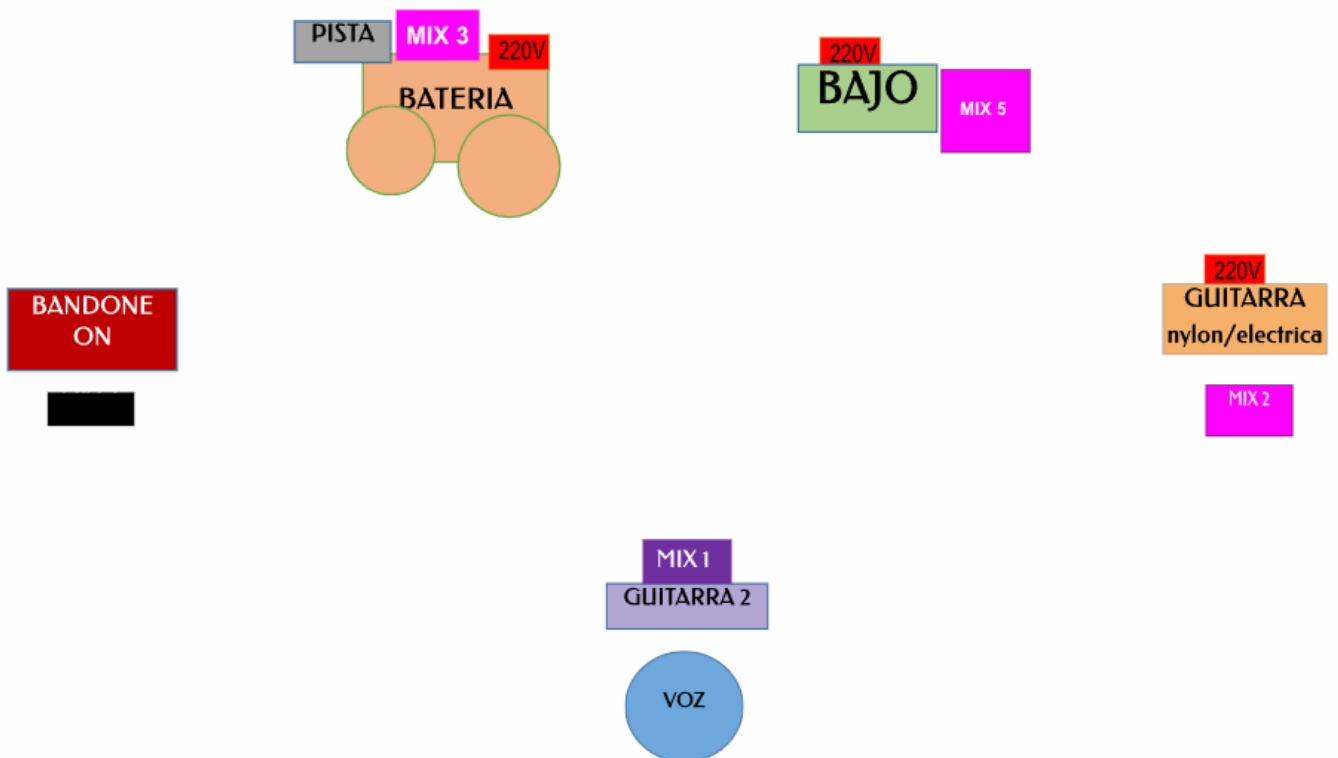 PISTA
MIX 3
220V
BATERIA
220V
BAJO
MIX 5
BANDONE
ON
220V
GUITARRA
nylon/electrica
MIX 2
MIX 1
GUITARRA 2
VOZ